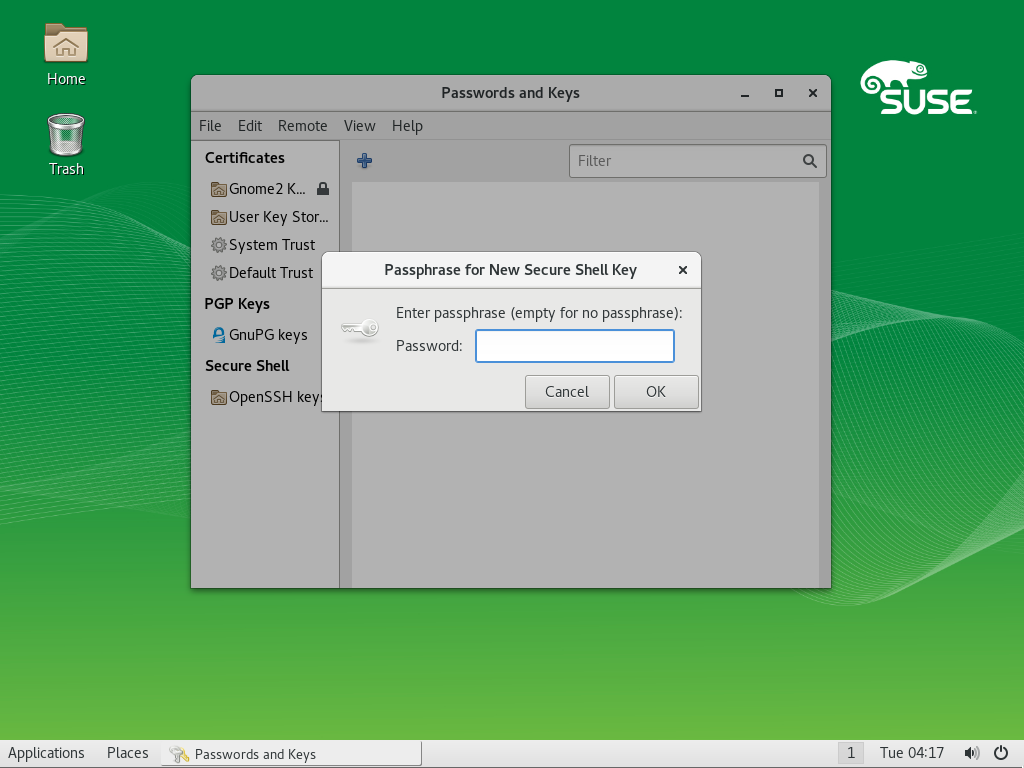 Home
Trash
SUSE
Passwords and Keys
File Edit Remote View Help
Certificates
Filter
Gnome2 K...
User Key Stor...
System Trust
Default Trust
PGP Keys
GnuPG keys
Secure Shell
OpenSSH keys
Passphrase for New Secure Shell Key
Enter passphrase (empty for no passphrase):
Password:
Cancel OK
Applications Places Passwords and Keys 1 Tue 04:17